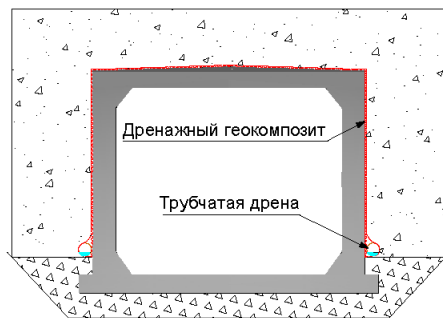 Дренажный геокомпозит
Трубчатая дрена